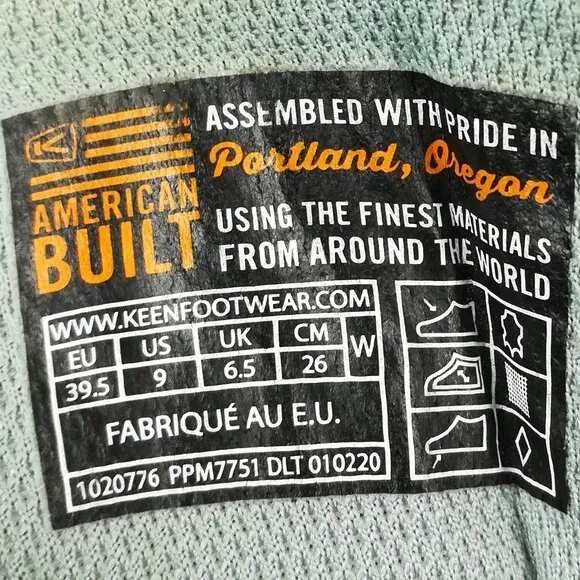 K
AMERICAN
BUILT
ASSEMBLED WITH PRIDE IN
Portland, Oregon
USING THE FINEST MATERIALS
FROM AROUND THE WORLD
WWW.KEENFOOTWEAR.COM
EU US UK CM W
39.5 9 6.5 26
FABRIQUÉ AU E.U.
1020776 PPM7751 DLT 010220